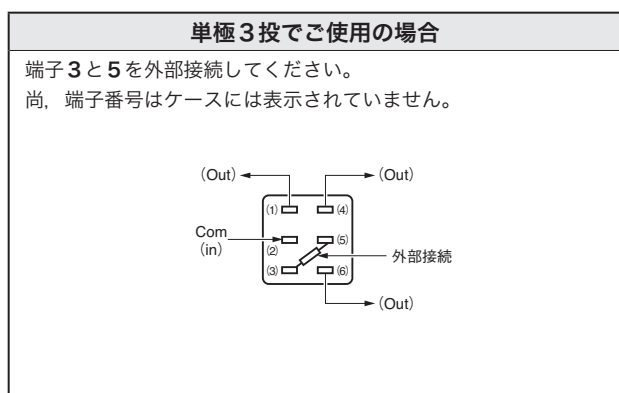 単極3投でご使用の場合
端子3と5を外部接続してください。
尚，端子番号はケースには表示されていません。
(Out) (Out)
(1) (4)
Com
(in)
(2) (5)
外部接続
(3) (6)
(Out)